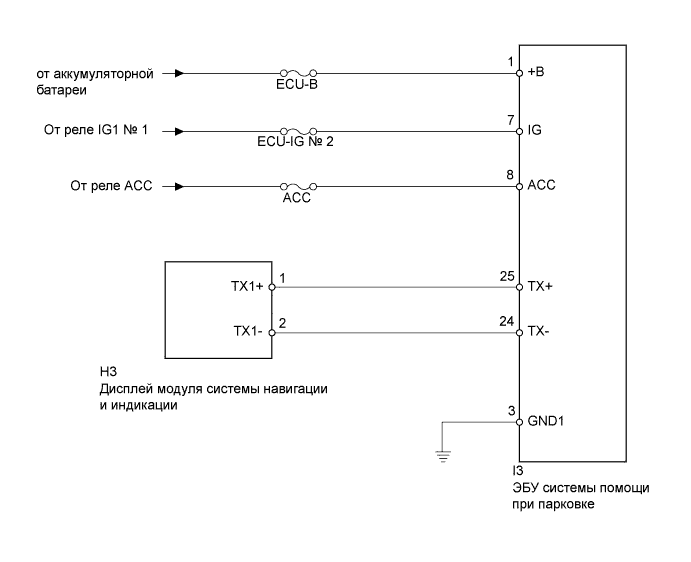 от аккумуляторной
батареи
ECU-B
1
+B
От реле IG1 № 1
ECU-IG № 2
7
IG
От реле ACC
ACC
8
ACC
TX1+
1
25
TX+
TX1-
2
24
TX-
H3
Дисплей модуля системы навигации
и индикации
3
GND1
I3
ЭБУ системы помощи
при парковке